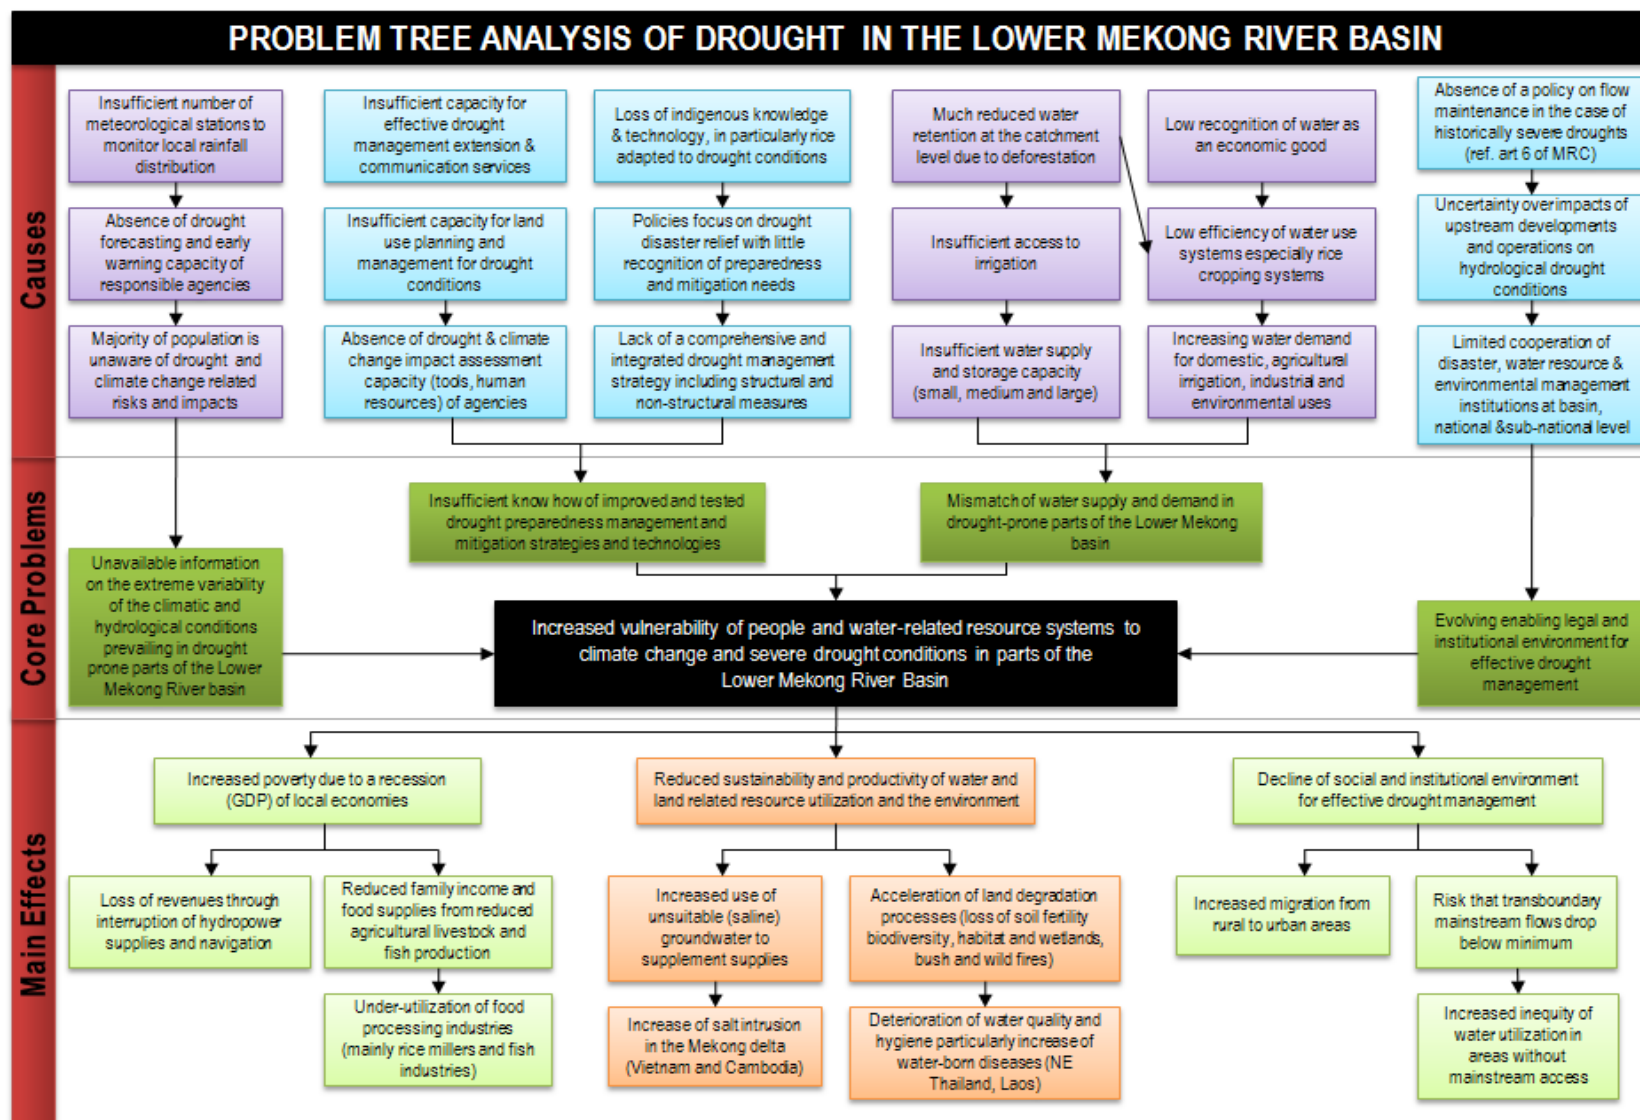 PROBLEM TREE ANALYSIS OF DROUGHT IN THE LOWER MEKONG RIVER BASIN
Causes
Insufficient number of
meteorological stations to
monitor local rainfall
distribution
Insufficient capacity for
effective drought
management extension &
communication services
Loss of indigenous knowledge
& technology, in particularly rice
adapted to drought conditions
Much reduced water
retention at the catchment
level due to deforestation
Low recognition of water as
an economic good
Absence of a policy on flow
maintenance in the case of
historically severe droughts
(ref. art 6 of MRC)
Absence of drought
forecasting and early
warning capacity of
responsible agencies
Insufficient capacity for land
use planning and
management for drought
conditions
Policies focus on drought
disaster relief with little
recognition of preparedness
and mitigation needs
Insufficient access to
irrigation
Low efficiency of water use
systems especially rice
cropping systems
Uncertainty over impacts of
upstream developments
and operations on
hydrological drought
conditions
Majority of population is
unaware of drought and
climate change related
risks and impacts
Absence of drought & climate
change impact assessment
capacity (tools, human
resources) of agencies
Lack of a comprehensive and
integrated drought management
strategy including structural and
non-structural measures
Insufficient water supply
and storage capacity
(small, medium and large)
Increasing water demand
for domestic, agricultural
irrigation, industrial and
environmental uses
Limited cooperation of
disaster, water resource &
environmental management
institutions at basin,
national &sub-national level
Core Problems
Insufficient know how of improved and tested
drought preparedness management and
mitigation strategies and technologies
Mismatch of water supply and demand in
drought-prone parts of the Lower Mekong
basin
Unavailable information
on the extreme variability
of the climatic and
hydrological conditions
prevailing in drought
prone parts of the Lower
Mekong River basin
Increased vulnerability of people and water-related resource systems to
climate change and severe drought conditions in parts of the
Lower Mekong River Basin
Evolving enabling legal and
institutional environment for
effective drought
management
Main Effects
Increased poverty due to a recession
(GDP) of local economies
Reduced sustainability and productivity of water and
land related resource utilization and the environment
Decline of social and institutional environment
for effective drought management
Loss of revenues through
interruption of hydropower
supplies and navigation
Reduced family income and
food supplies from reduced
agricultural livestock and
fish production
Increased use of
unsuitable (saline)
groundwater to
supplement supplies
Acceleration of land degradation
processes (loss of soil fertility
biodiversity, habitat and wetlands,
bush and wild fires)
Increased migration from
rural to urban areas
Risk that transboundary
mainstream flows drop
below minimum
Under-utilization of food
processing industries
(mainly rice millers and fish
industries)
Increase of salt intrusion
in the Mekong delta
(Vietnam and Cambodia)
Deterioration of water quality and
hygiene particularly increase of
water-born diseases (NE
Thailand, Laos)
Increased inequity of
water utilization in
areas without
mainstream access